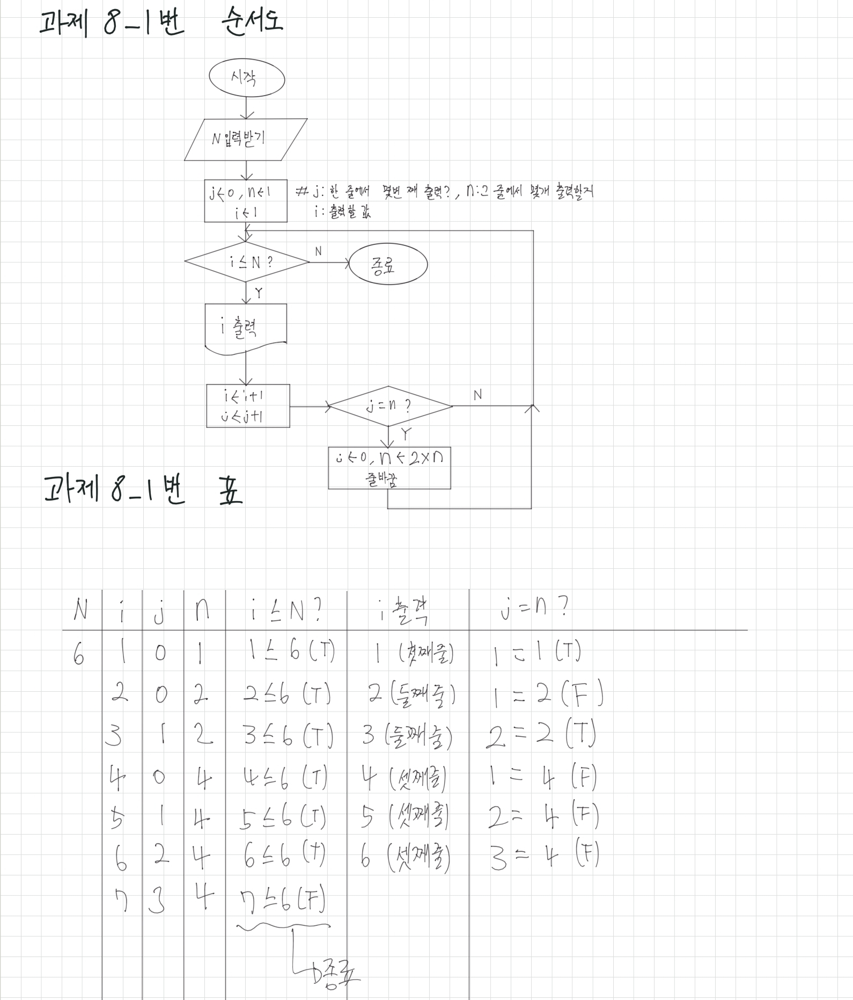 과제 8_1번 순서도
시작
N 입력받기
j←0, n←1 # j: 한 줄에서 몇번 째 출력?, n:그 줄에서 몇개 출력할지
i←1 i: 출력할 값
i≤N ? N 종료
Y
i 출력
i←i+1
j←j+1
j=n ? N
Y
j←0, n←2×n
줄바꿈
과제 8_1번 표
N i j n i≤N? i 출력 j=n?
6 1 0 1 1≤6 (T) 1 (첫째줄) 1=1 (T)
2 0 2 2≤6 (T) 2 (둘째줄) 1=2 (F)
3 1 2 3≤6 (T) 3 (둘째줄) 2=2 (T)
4 0 4 4≤6 (T) 4 (셋째줄) 1=4 (F)
5 1 4 5≤6 (T) 5 (셋째줄) 2=4 (F)
6 2 4 6≤6 (T) 6 (셋째줄) 3=4 (F)
7 3 4 7≤6 (F)
종료